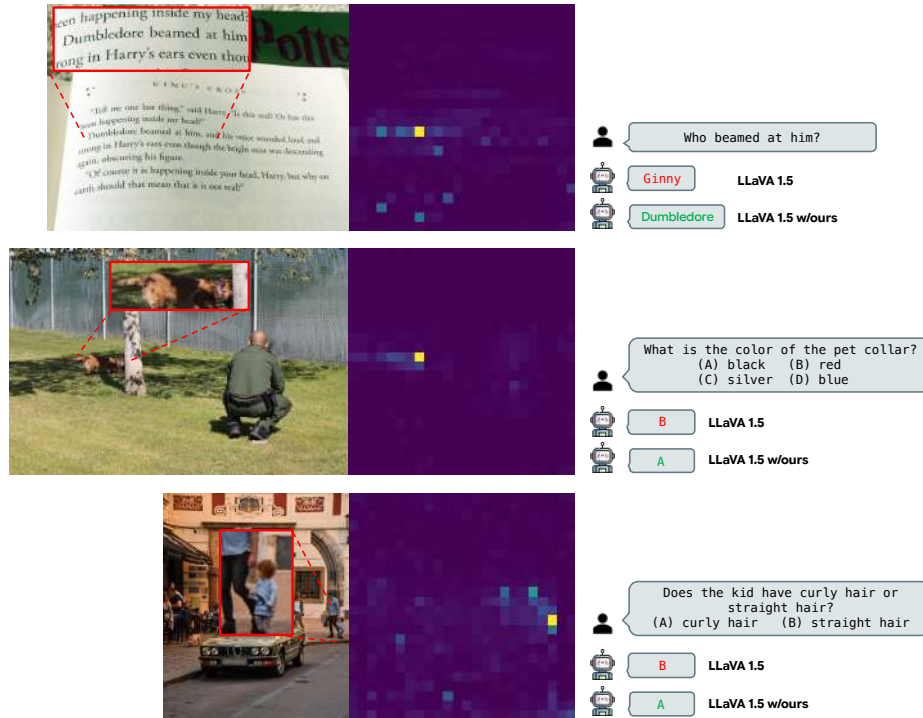 een happening inside my head?
Dumbledore beamed at him
rong in Harry's ears even thou
Potte
KING'S CROSS
"Tell me one last thing," said Harry. "Is this real? Or has this
been happening inside my head?"
Dumbledore beamed at him, and his voice sounded loud and
strong in Harry's ears even though the bright mist was descending
again, obscuring his figure.
"Of course it is happening inside your head, Harry, but why on
earth should that mean that it is not real?"
Who beamed at him?
Ginny LLaVA 1.5
Dumbledore LLaVA 1.5 w/ours
What is the color of the pet collar?
(A) black (B) red
(C) silver (D) blue
B LLaVA 1.5
A LLaVA 1.5 w/ours
Does the kid have curly hair or
straight hair?
(A) curly hair (B) straight hair
B LLaVA 1.5
A LLaVA 1.5 w/ours